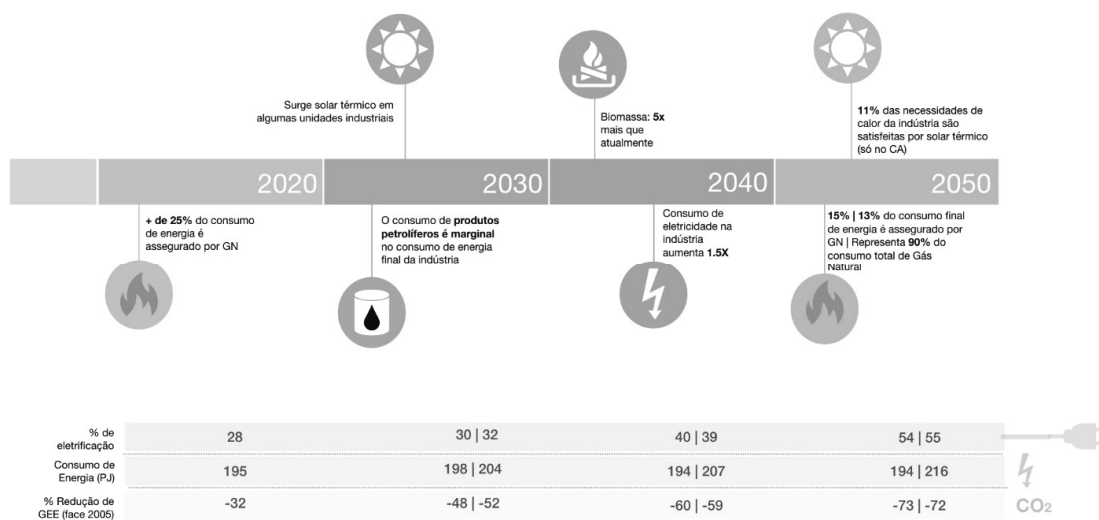 Surge solar térmico em
algumas unidades industriais
Biomassa: 5x
mais que
atualmente
11% das necessidades de
calor da indústria são
satisfeitas por solar térmico
(só no CA)
2020
2030
2040
2050
+ de 25% do consumo
de energia é
assegurado por GN
O consumo de produtos
petrolíferos é marginal
no consumo de energia
final da indústria
Consumo de
eletricidade na
indústria
aumenta 1.5X
15% | 13% do consumo final
de energia é assegurado por
GN | Representa 90% do
consumo total de Gás
Natural
% de
eletrificação
28
30 | 32
40 | 39
54 | 55
Consumo de
Energia (PJ)
195
198 | 204
194 | 207
194 | 216
% Redução de
GEE (face 2005)
-32
-48 | -52
-60 | -59
-73 | -72
CO₂